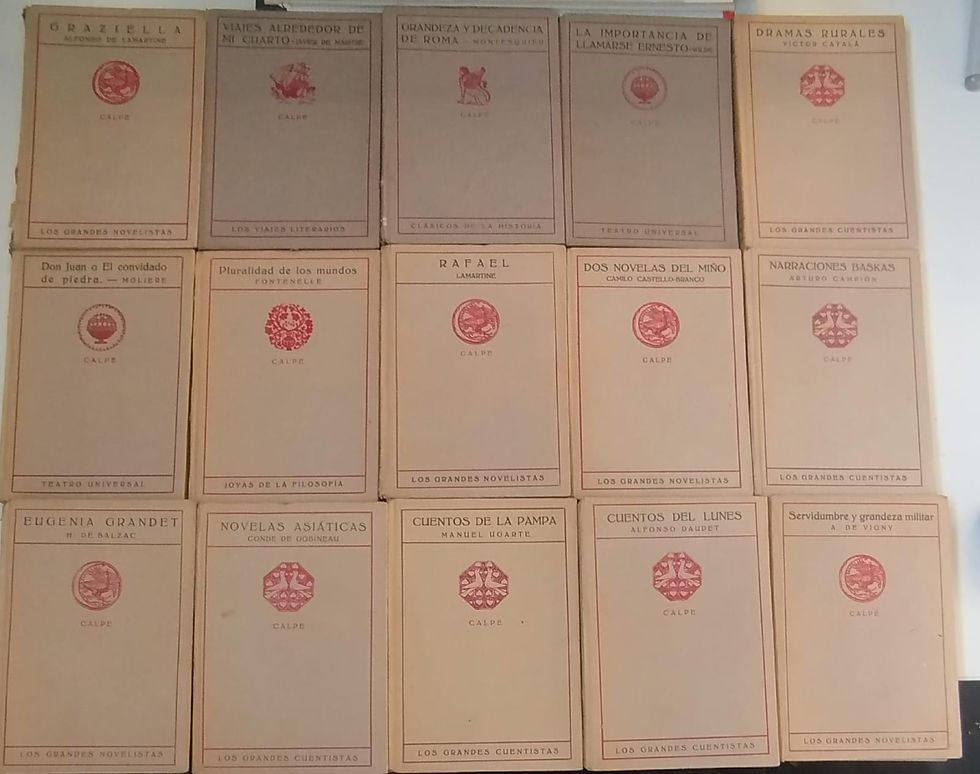 GRAZIELLA
ALFONSO DE LAMARTINE
CALPE
LOS GRANDES NOVELISTAS
VIAJES ALREDEDOR DE
MI CUARTO-JAVIER DE MAISTRE
CALPE
LOS VIAJES LITERARIOS
GRANDEZA Y DECADENCIA
DE ROMA - MONTESQUIEU
CALPE
CLÁSICOS DE LA HISTORIA
LA IMPORTANCIA DE
LLAMARSE ERNESTO-WILDE
CALPE
TEATRO UNIVERSAL
DRAMAS RURALES
VICTOR CATALÁ
CALPE
LOS GRANDES CUENTISTAS
Don Juan o El convidado
de piedra. — MOLIERE
CALPE
TEATRO UNIVERSAL
Pluralidad de los mundos
FONTENELLE
CALPE
JOYAS DE LA FILOSOFÍA
RAFAEL
LAMARTINE
CALPE
LOS GRANDES NOVELISTAS
DOS NOVELAS DEL MIÑO
CAMILO CASTELLO-BRANCO
CALPE
LOS GRANDES NOVELISTAS
NARRACIONES BASKAS
ARTURO CAMPIÓN
CALPE
LOS GRANDES CUENTISTAS
EUGENIA GRANDET
H. DE BALZAC
CALPE
LOS GRANDES NOVELISTAS
NOVELAS ASIÁTICAS
CONDE DE GOBINEAU
CALPE
LOS GRANDES CUENTISTAS
CUENTOS DE LA PAMPA
MANUEL UGARTE
CALPE
LOS GRANDES CUENTISTAS
CUENTOS DEL LUNES
ALFONSO DAUDET
CALPE
LOS GRANDES CUENTISTAS
Servidumbre y grandeza militar
A. DE VIGNY
CALPE
LOS GRANDES NOVELISTAS